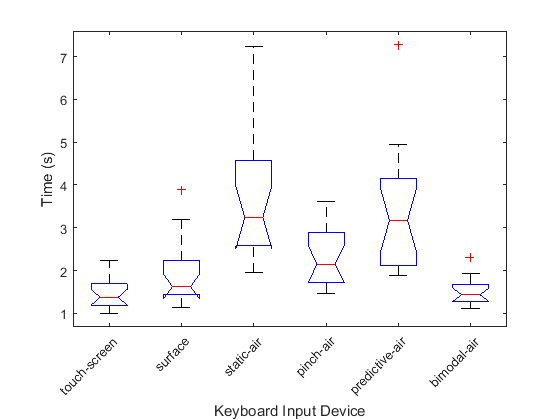 7
6
5
4
3
2
1
Time (s)
touch-screen
surface
static-air
pinch-air
predictive-air
bimodal-air
Keyboard Input Device